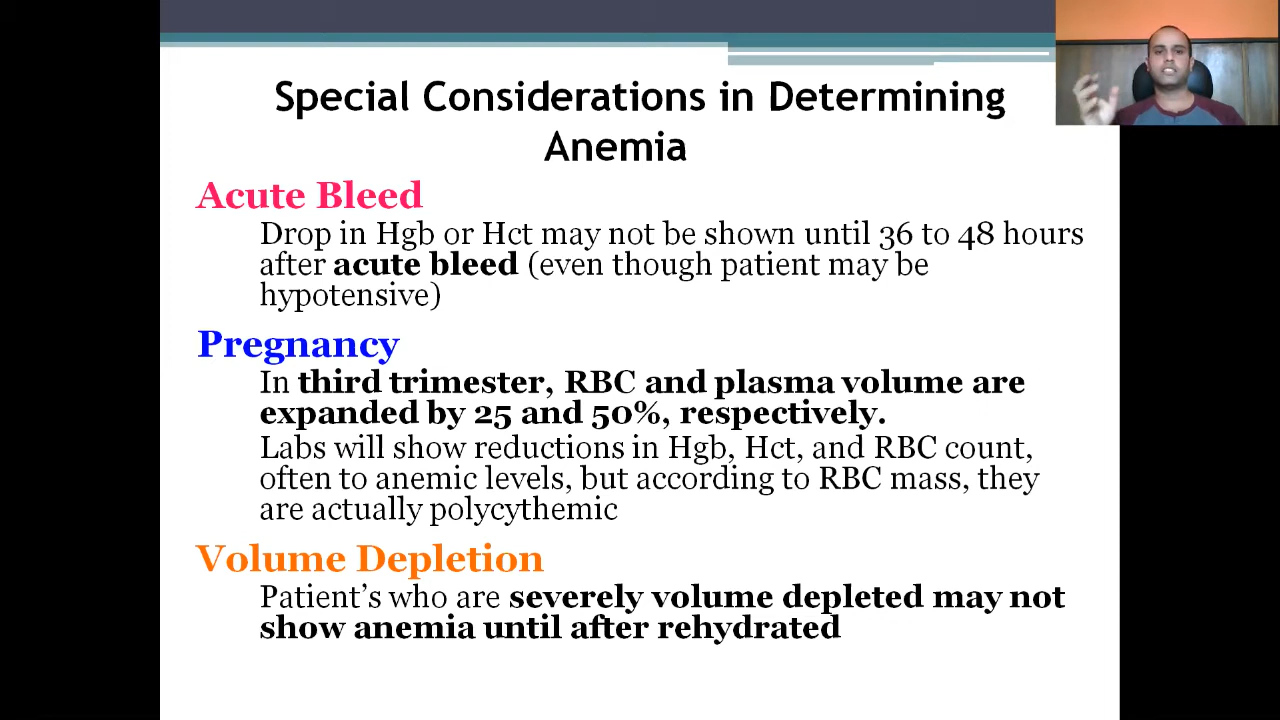 Special Considerations in Determining
Anemia
Acute Bleed
Drop in Hgb or Hct may not be shown until 36 to 48 hours
after acute bleed (even though patient may be
hypotensive)
Pregnancy
In third trimester, RBC and plasma volume are
expanded by 25 and 50%, respectively.
Labs will show reductions in Hgb, Hct, and RBC count,
often to anemic levels, but according to RBC mass, they
are actually polycythemic
Volume Depletion
Patient’s who are severely volume depleted may not
show anemia until after rehydrated